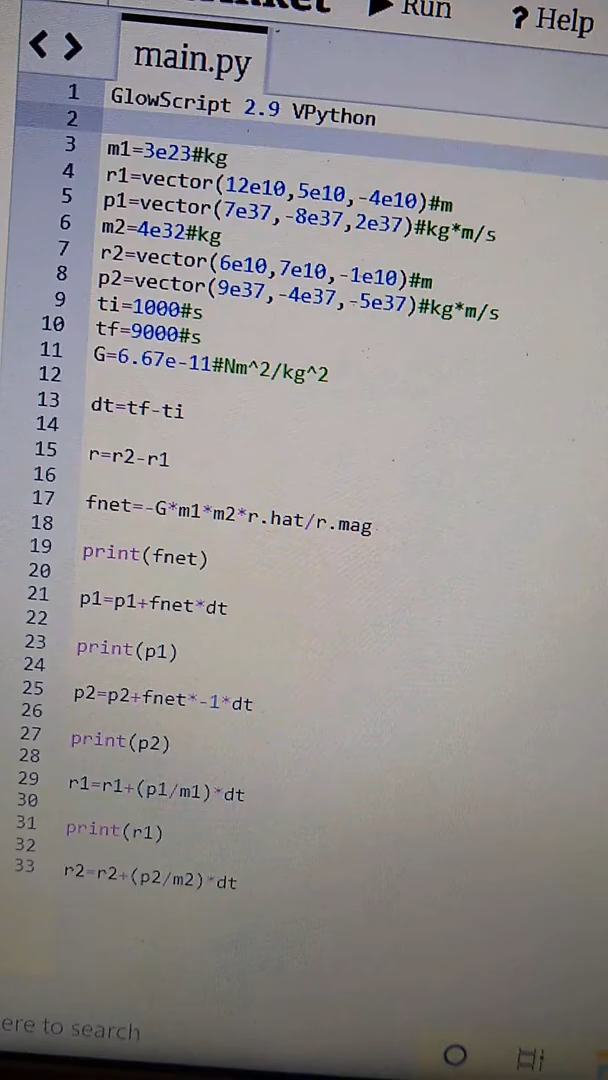 Run
? Help
main.py
1 GlowScript 2.9 VPython
2
3 m1=3e23#kg
4 r1=vector(12e10,5e10,-4e10)#m
5 p1=vector(7e37,-8e37,2e37)#kg*m/s
6 m2=4e32#kg
7 r2=vector(6e10,7e10,-1e10)#m
8 p2=vector(9e37,-4e37,-5e37)#kg*m/s
9 ti=1000#s
10 tf=9000#s
11 G=6.67e-11#Nm^2/kg^2
12
13 dt=tf-ti
14
15 r=r2-r1
16
17 fnet=-G*m1*m2*r.hat/r.mag
18
19 print(fnet)
20
21 p1=p1+fnet*dt
22
23 print(p1)
24
25 p2=p2+fnet*-1*dt
26
27 print(p2)
28
29 r1=r1+(p1/m1)*dt
30
31 print(r1)
32
33 r2=r2+(p2/m2)*dt
ere to search